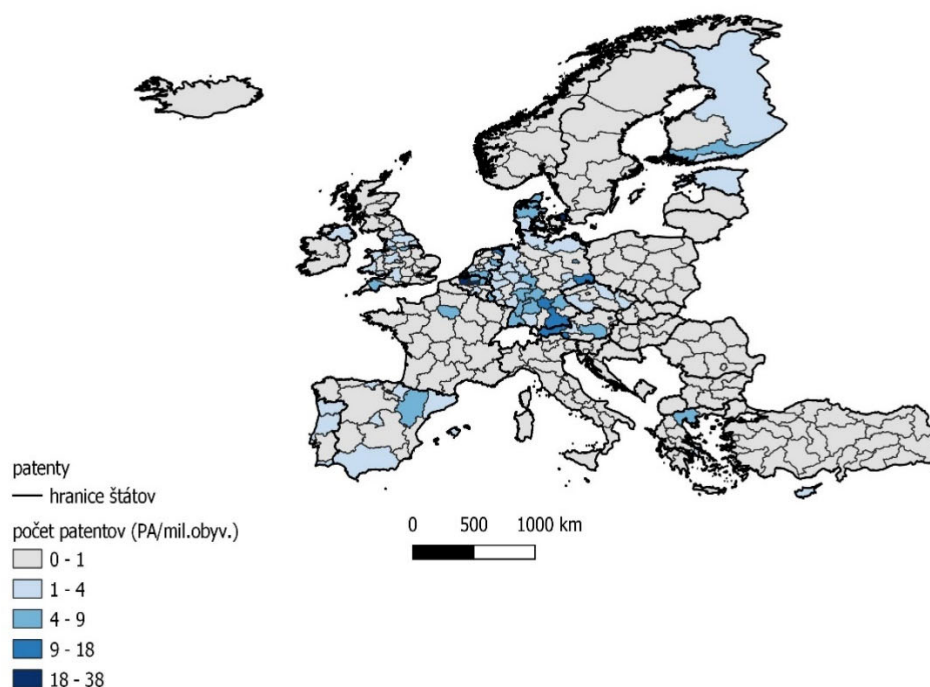 patenty
hranice štátov
počet patentov (PA/mil.obyv.)
0 - 1
1 - 4
4 - 9
9 - 18
18 - 38
0 500 1000 km